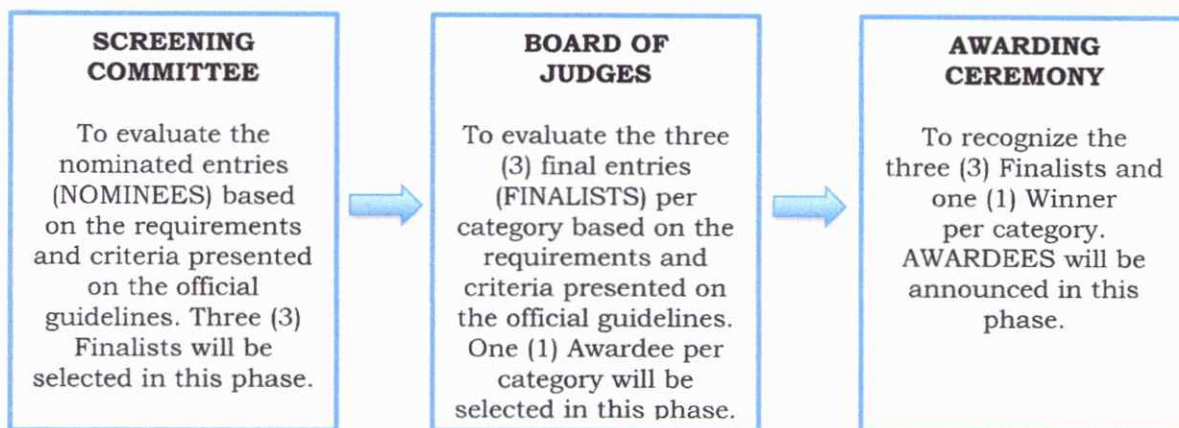 SCREENING
COMMITTEE
To evaluate the
nominated entries
(NOMINEES) based
on the requirements
and criteria presented
on the official
guidelines. Three (3)
Finalists will be
selected in this phase.
BOARD OF
JUDGES
To evaluate the three
(3) final entries
(FINALISTS) per
category based on the
requirements and
criteria presented on
the official guidelines.
One (1) Awardee per
category will be
selected in this phase.
AWARDING
CEREMONY
To recognize the
three (3) Finalists and
one (1) Winner
per category.
AWARDEES will be
announced in this
phase.